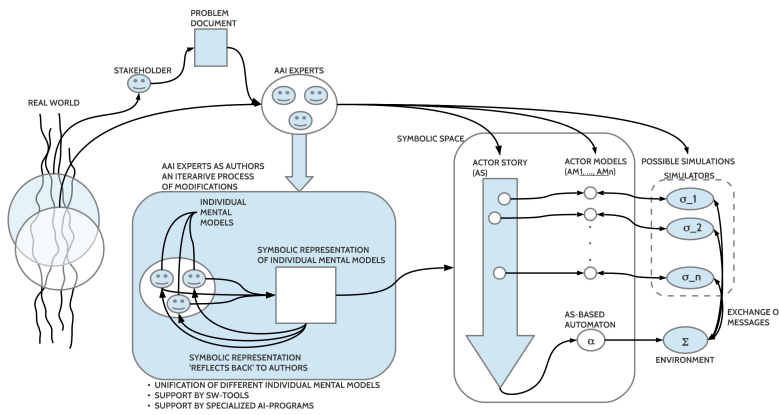 PROBLEM
DOCUMENT
STAKEHOLDER
AAI EXPERTS
REAL WORLD
SYMBOLIC SPACE
ACTOR STORY
(AS)
ACTOR MODELS
(AM1, ..., AMn)
POSSIBLE SIMULATIONS
SIMULATORS
AAI EXPERTS AS AUTHORS
AN ITERARIVE PROCESS
OF MODIFICATIONS
INDIVIDUAL
MENTAL
MODELS
SYMBOLIC REPRESENTATION
OF INDIVIDUAL MENTAL MODELS
σ_1
σ_2
.
.
.
σ_n
SYMBOLIC REPRESENTATION
'REFLECTS BACK' TO AUTHORS
AS-BASED
AUTOMATON
α
Σ
ENVIRONMENT
EXCHANGE O
MESSAGES
• UNIFICATION OF DIFFERENT INDIVIDUAL MENTAL MODELS
• SUPPORT BY SW-TOOLS
• SUPPORT BY SPECIALIZED AI-PROGRAMS